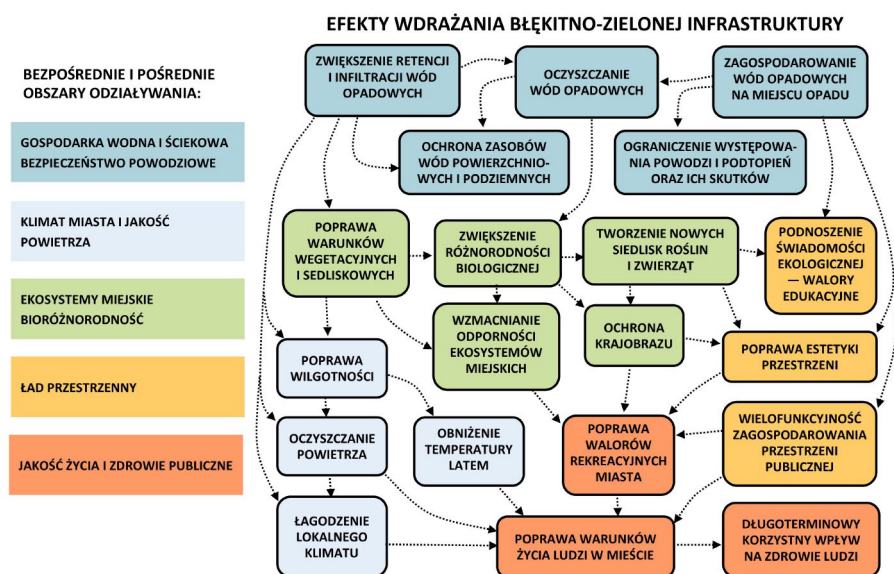 EFEKTY WDRAŻANIA BŁĘKITNO-ZIELONEJ INFRASTRUKTURY
BEZPOŚREDNIE I POŚREDNIE
OBSZARY ODZIAŁYWANIA:
GOSPODARKA WODNA I ŚCIEKOWA
BEZPIECZEŃSTWO POWODZIOWE
KLIMAT MIASTA I JAKOŚĆ
POWIETRZA
EKOSYSTEMY MIEJSKIE
BIORÓŻNORODNOŚĆ
ŁAD PRZESTRZENNY
JAKOŚĆ ŻYCIA I ZDROWIE PUBLICZNE
ZWIĘKSZENIE RETENCJI
I INFILTRACJI WÓD
OPADOWYCH
OCZYSZCZANIE
WÓD OPADOWYCH
ZAGOSPODAROWANIE
WÓD OPADOWYCH
NA MIEJSCU OPADU
OCHRONA ZASOBÓW
WÓD POWIERZCHNIO-
WYCH I PODZIEMNYCH
OGRANICZENIE WYSTĘPOWA-
NIA POWODZI I PODTOPIEŃ
ORAZ ICH SKUTKÓW
POPRAWA
WARUNKÓW
WEGETACYJNYCH
I SEDLISKOWYCH
ZWIĘKSZENIE
RÓŻNORODNOŚCI
BIOLOGICZNEJ
TWORZENIE NOWYCH
SIEDLISK ROŚLIN
I ZWIERZĄT
PODNOSZENIE
ŚWIADOMOŚCI
EKOLOGICZNEJ
— WALORY
EDUKACYJNE
WZMACNIANIE
ODPORNOŚCI
EKOSYSTEMÓW
MIEJSKICH
OCHRONA
KRAJOBRAZU
POPRAWA ESTETYKI
PRZESTRZENI
POPRAWA
WILGOTNOŚCI
OCZYSZCZANIE
POWIETRZA
OBNIŻENIE
TEMPERATURY
LATEM
POPRAWA
WALORÓW
REKREACYJNYCH
MIASTA
WIELOFUNKCYJNOŚĆ
ZAGOSPODAROWANIA
PRZESTRZENI
PUBLICZNEJ
ŁAGODZENIE
LOKALNEGO
KLIMATU
POPRAWA WARUNKÓW
ŻYCIA LUDZI W MIEŚCIE
DŁUGOTERMINOWY
KORZYSTNY WPŁYW
NA ZDROWIE LUDZI